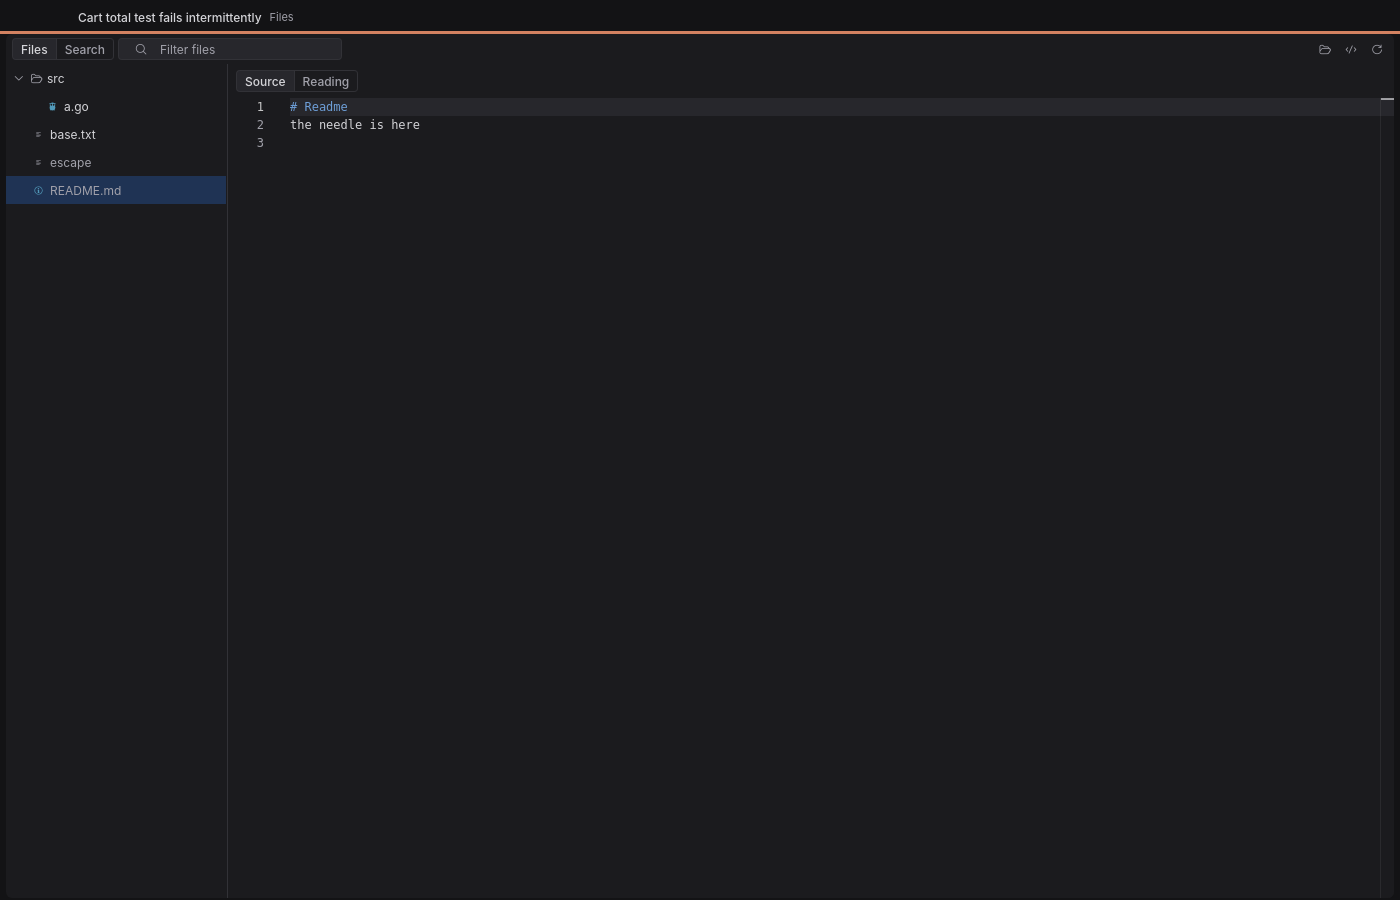 Cart total test fails intermittently Files
Files Search Filter files
src
a.go
base.txt
escape
README.md
Source Reading
1 # Readme
2 the needle is here
3